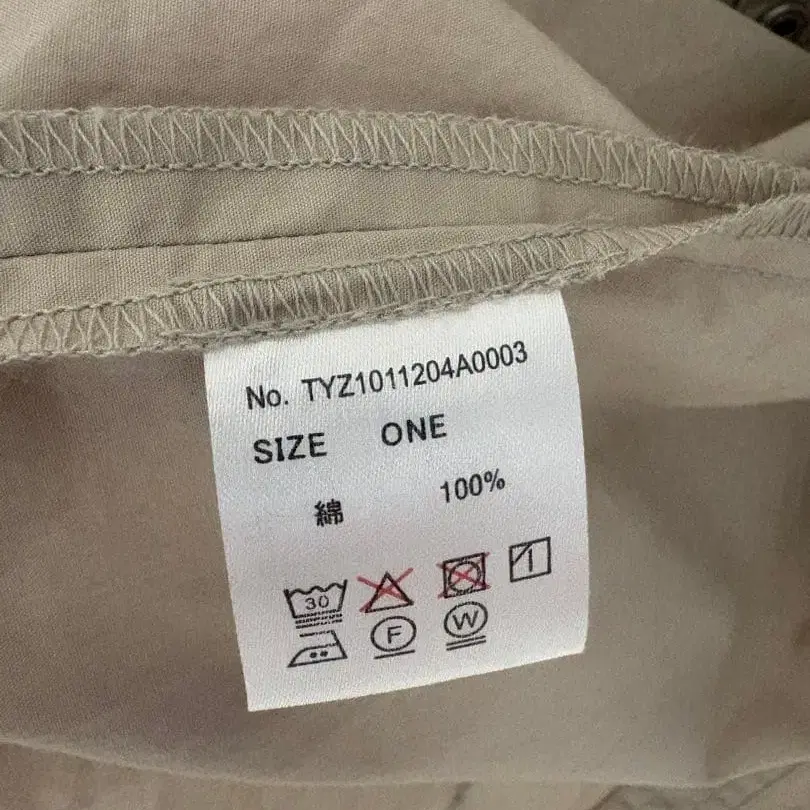 No. TYZ1011204A0003
SIZE ONE
綿 100%
30
F W